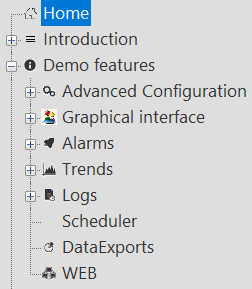 Home
Introduction
Demo features
Advanced Configuration
Graphical interface
Alarms
Trends
Logs
Scheduler
DataExports
WEB